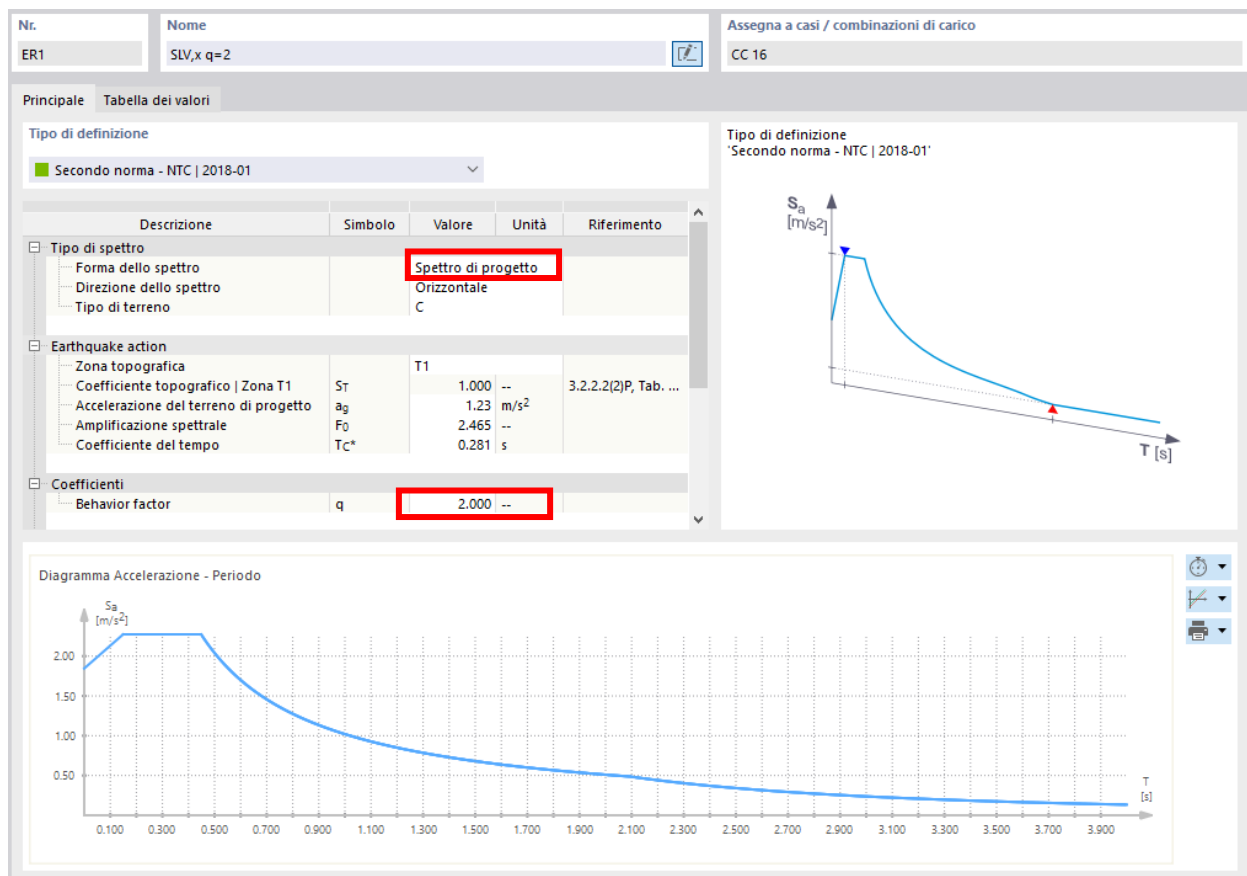 Nr.
Nome
Assegna a casi / combinazioni di carico
ER1
SLV,x q=2
CC 16
Principale
Tabella dei valori
Tipo di definizione
Secondo norma - NTC | 2018-01
Descrizione Simbolo Valore Unità Riferimento
Tipo di spettro
Forma dello spettro Spettro di progetto
Direzione dello spettro Orizzontale
Tipo di terreno C
Earthquake action
Zona topografica T1
Coefficiente topografico | Zona T1 ST 1.000 -- 3.2.2.2(2)P, Tab. ...
Accelerazione del terreno di progetto ag 1.23 m/s2
Amplificazione spettrale F0 2.465 --
Coefficiente del tempo TC* 0.281 s
Coefficienti
Behavior factor q 2.000 --
Tipo di definizione
'Secondo norma - NTC | 2018-01'
Sa
[m/s2]
T [s]
Diagramma Accelerazione - Periodo
Sa
[m/s2]
2.00
1.50
1.00
0.50
T
[s]
0.100 0.300 0.500 0.700 0.900 1.100 1.300 1.500 1.700 1.900 2.100 2.300 2.500 2.700 2.900 3.100 3.300 3.500 3.700 3.900